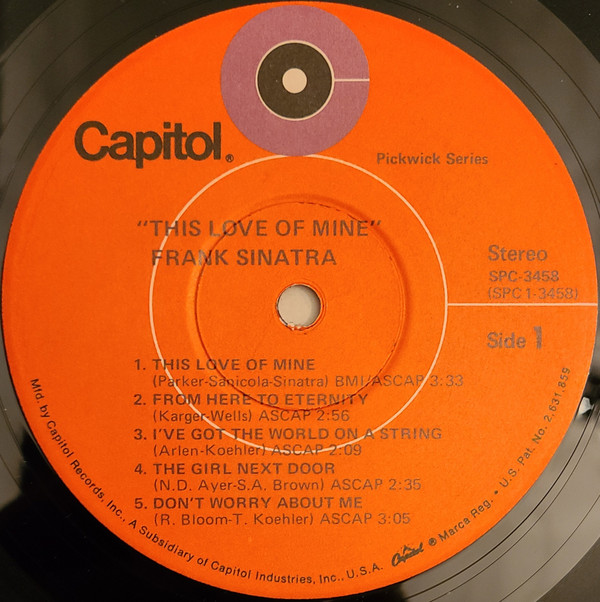 Capitol®
Pickwick Series
"THIS LOVE OF MINE"
FRANK SINATRA
Stereo
SPC-3458
(SPC 1-3458)
Side 1
1. THIS LOVE OF MINE
(Parker-Sanicola-Sinatra) BMI/ASCAP 3:33
2. FROM HERE TO ETERNITY
(Karger-Wells) ASCAP 2:56
3. I'VE GOT THE WORLD ON A STRING
(Arlen-Koehler) ASCAP 2:09
4. THE GIRL NEXT DOOR
(N.D. Ayer-S.A. Brown) ASCAP 2:35
5. DON'T WORRY ABOUT ME
(R. Bloom-T. Koehler) ASCAP 3:05
Mfd. by Capitol Records, Inc., A Subsidiary of Capitol Industries, Inc., U.S.A. Capitol ® Marca Reg. • U.S. Pat. No. 2,631,859